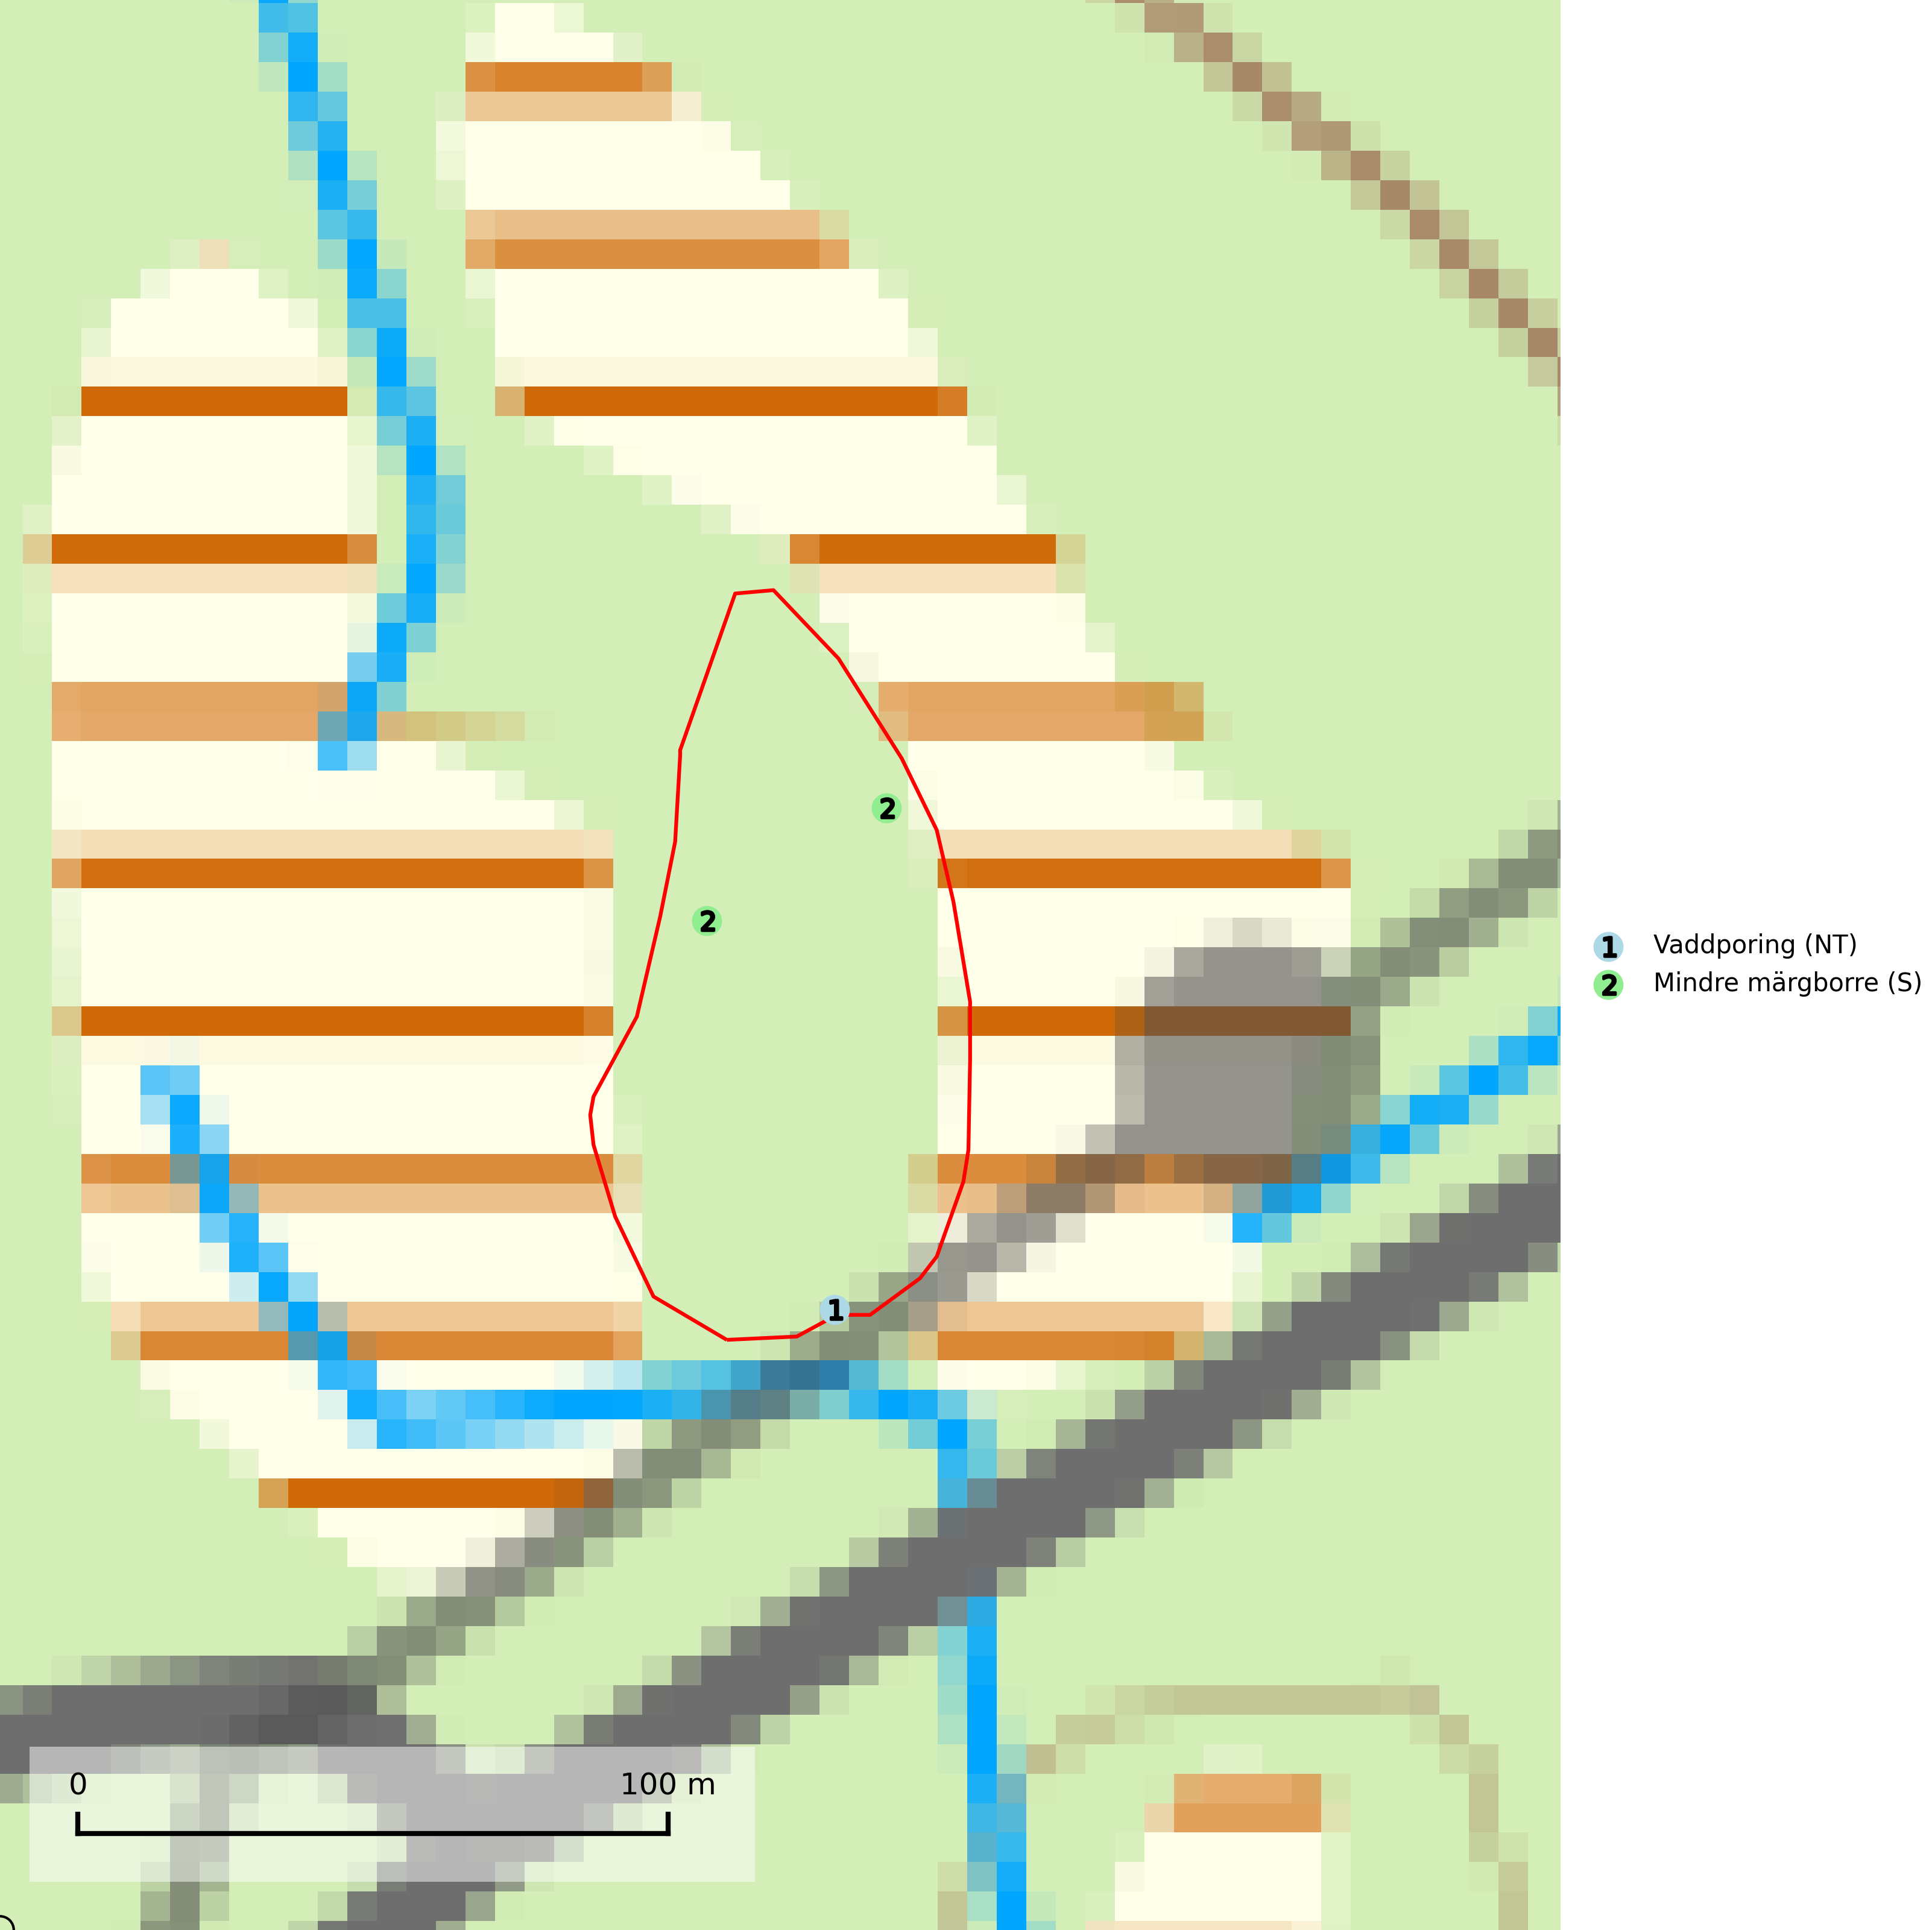 2
2
1
1 Vaddporing (NT)
2 Mindre märgborre (S)
0 100 m